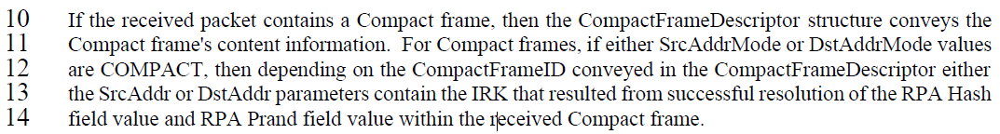 10 If the received packet contains a Compact frame, then the CompactFrameDescriptor structure conveys the
11 Compact frame's content information.  For Compact frames, if either SrcAddrMode or DstAddrMode values
12 are COMPACT, then depending on the CompactFrameID conveyed in the CompactFrameDescriptor either
13 the SrcAddr or DstAddr parameters contain the IRK that resulted from successful resolution of the RPA Hash
14 field value and RPA Prand field value within the received Compact frame.